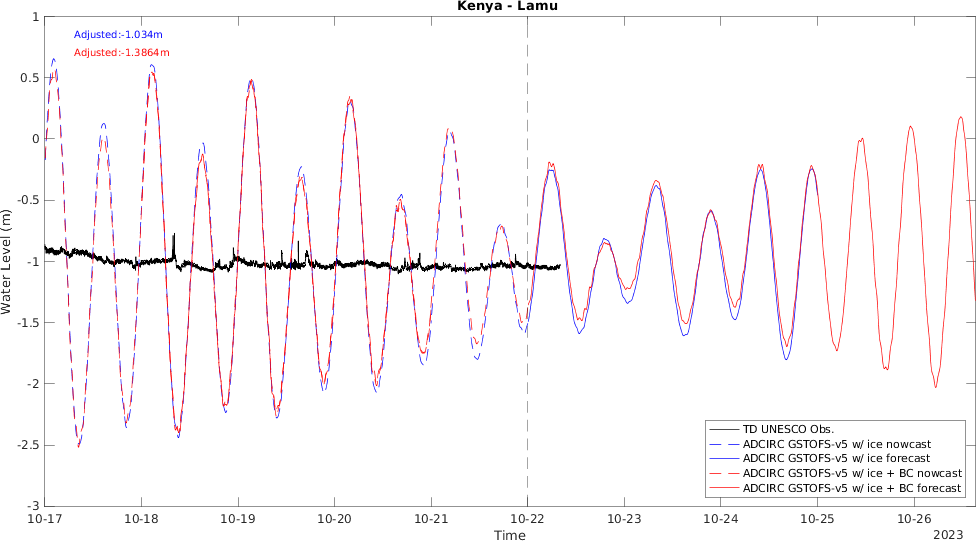 Kenya - Lamu
Adjusted:-1.034m
Adjusted:-1.3864m
1
0.5
0
-0.5
-1
-1.5
-2
-2.5
-3
Water Level (m)
TD UNESCO Obs.
ADCIRC GSTOFS-v5 w/ ice nowcast
ADCIRC GSTOFS-v5 w/ ice forecast
ADCIRC GSTOFS-v5 w/ ice + BC nowcast
ADCIRC GSTOFS-v5 w/ ice + BC forecast
10-17 10-18 10-19 10-20 10-21 10-22 10-23 10-24 10-25 10-26
Time
2023